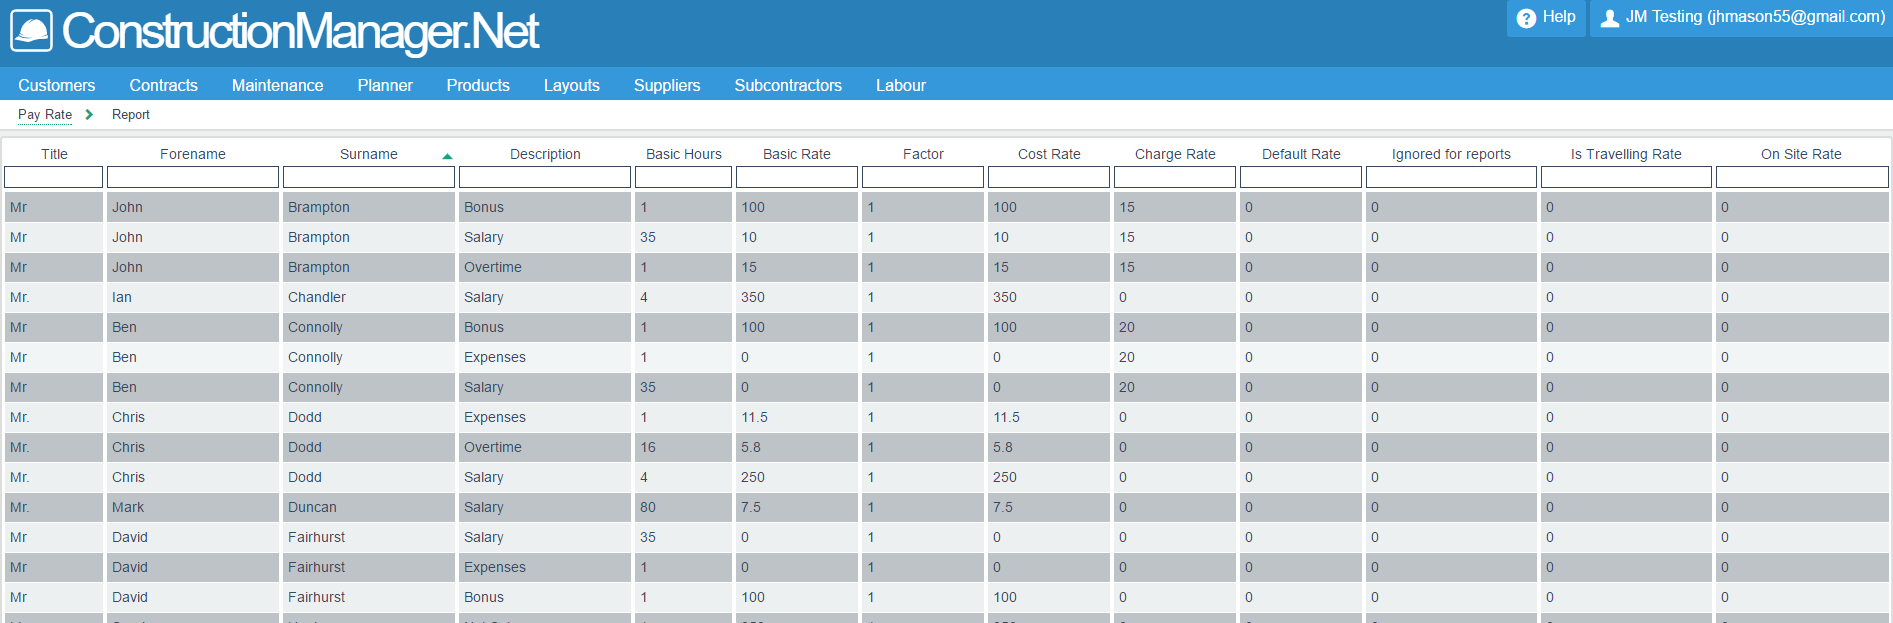 ConstructionManager.Net
Help
JM Testing (jhmason55@gmail.com)
Customers Contracts Maintenance Planner Products Layouts Suppliers Subcontractors Labour
Pay Rate Report
Title Forename Surname Description Basic Hours Basic Rate Factor Cost Rate Charge Rate Default Rate Ignored for reports Is Travelling Rate On Site Rate
Mr John Brampton Bonus 1 100 1 100 15 0 0 0 0
Mr John Brampton Salary 35 10 1 10 15 0 0 0 0
Mr John Brampton Overtime 1 15 1 15 15 0 0 0 0
Mr. Ian Chandler Salary 4 350 1 350 0 0 0 0 0
Mr Ben Connolly Bonus 1 100 1 100 20 0 0 0 0
Mr Ben Connolly Expenses 1 0 1 0 20 0 0 0 0
Mr Ben Connolly Salary 35 0 1 0 20 0 0 0 0
Mr. Chris Dodd Expenses 1 11.5 1 11.5 0 0 0 0 0
Mr. Chris Dodd Overtime 16 5.8 1 5.8 0 0 0 0 0
Mr. Chris Dodd Salary 4 250 1 250 0 0 0 0 0
Mr. Mark Duncan Salary 80 7.5 1 7.5 0 0 0 0 0
Mr David Fairhurst Salary 35 0 1 0 0 0 0 0 0
Mr David Fairhurst Expenses 1 0 1 0 0 0 0 0 0
Mr David Fairhurst Bonus 1 100 1 100 0 0 0 0 0